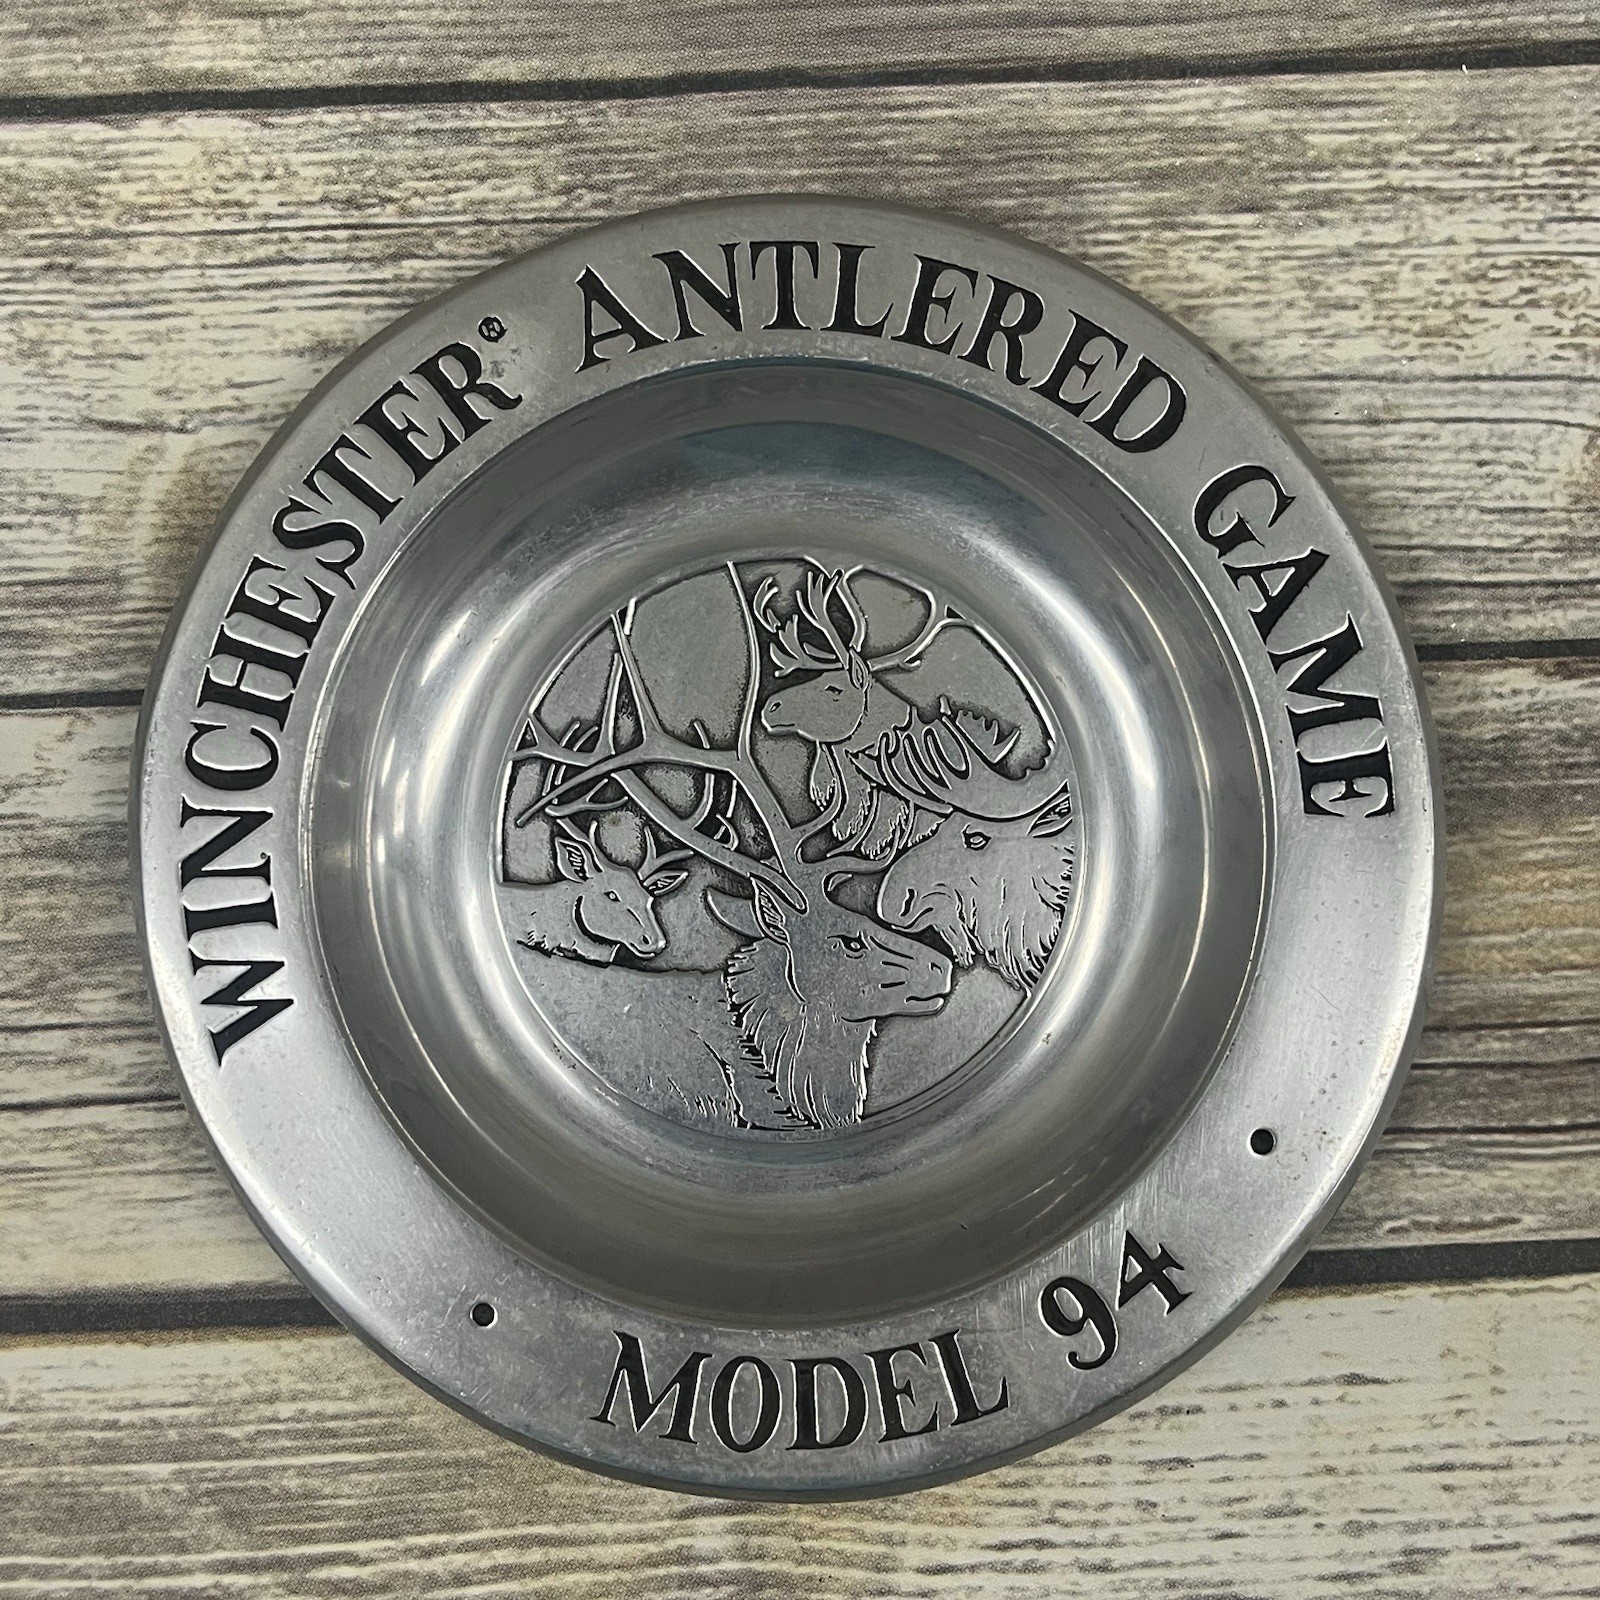 WINCHESTER® ANTLERED GAME
• MODEL 94 •